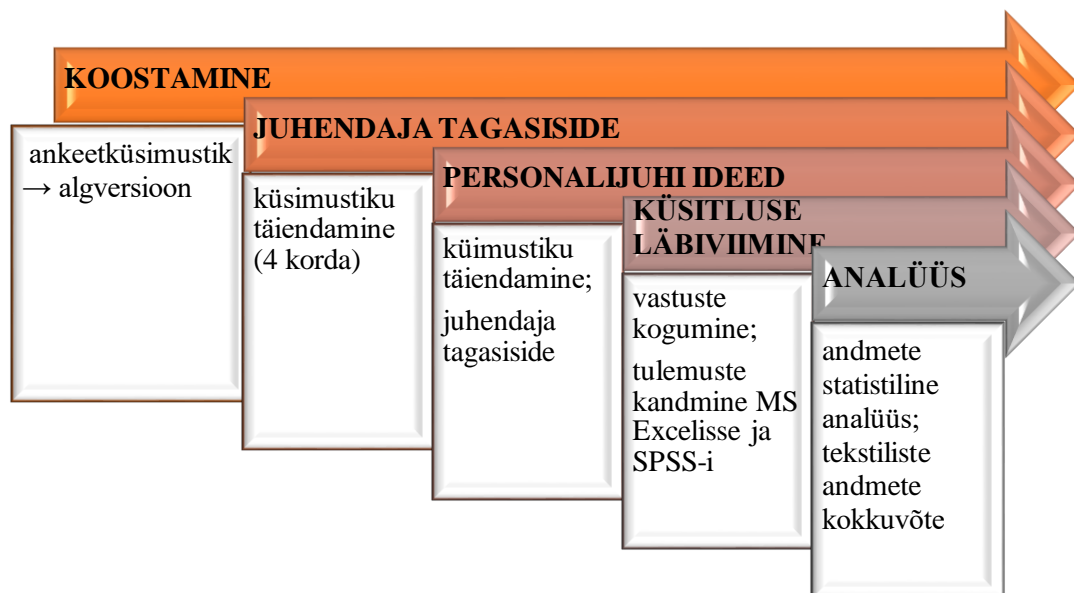 KOOSTAMINE
ankeetküsimustik
→ algversioon
JUHENDAJA TAGASISIDE
küsimustiku
täiendamine
(4 korda)
PERSONALIJUHI IDEED
küimustiku
täiendamine;
juhendaja
tagasiside
KÜSITLUSE
LÄBIVIIMINE
vastuste
kogumine;
tulemuste
kandmine MS
Excelisse ja
SPSS-i
ANALÜÜS
andmete
statistiline
analüüs;
tekstiliste
andmete
kokkuvõte